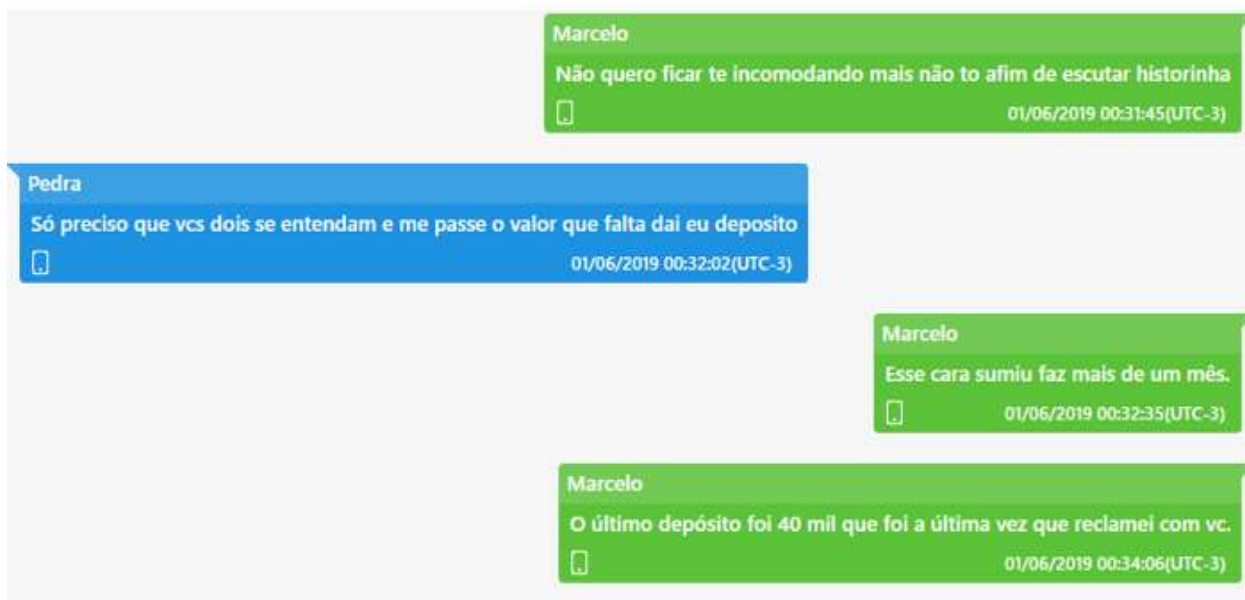 Marcelo
Não quero ficar te incomodando mais não to afim de escutar historinha
01/06/2019 00:31:45(UTC-3)
Pedra
Só preciso que vcs dois se entendam e me passe o valor que falta dai eu deposito
01/06/2019 00:32:02(UTC-3)
Marcelo
Esse cara sumiu faz mais de um mês.
01/06/2019 00:32:35(UTC-3)
Marcelo
O último depósito foi 40 mil que foi a última vez que reclamei com vc.
01/06/2019 00:34:06(UTC-3)